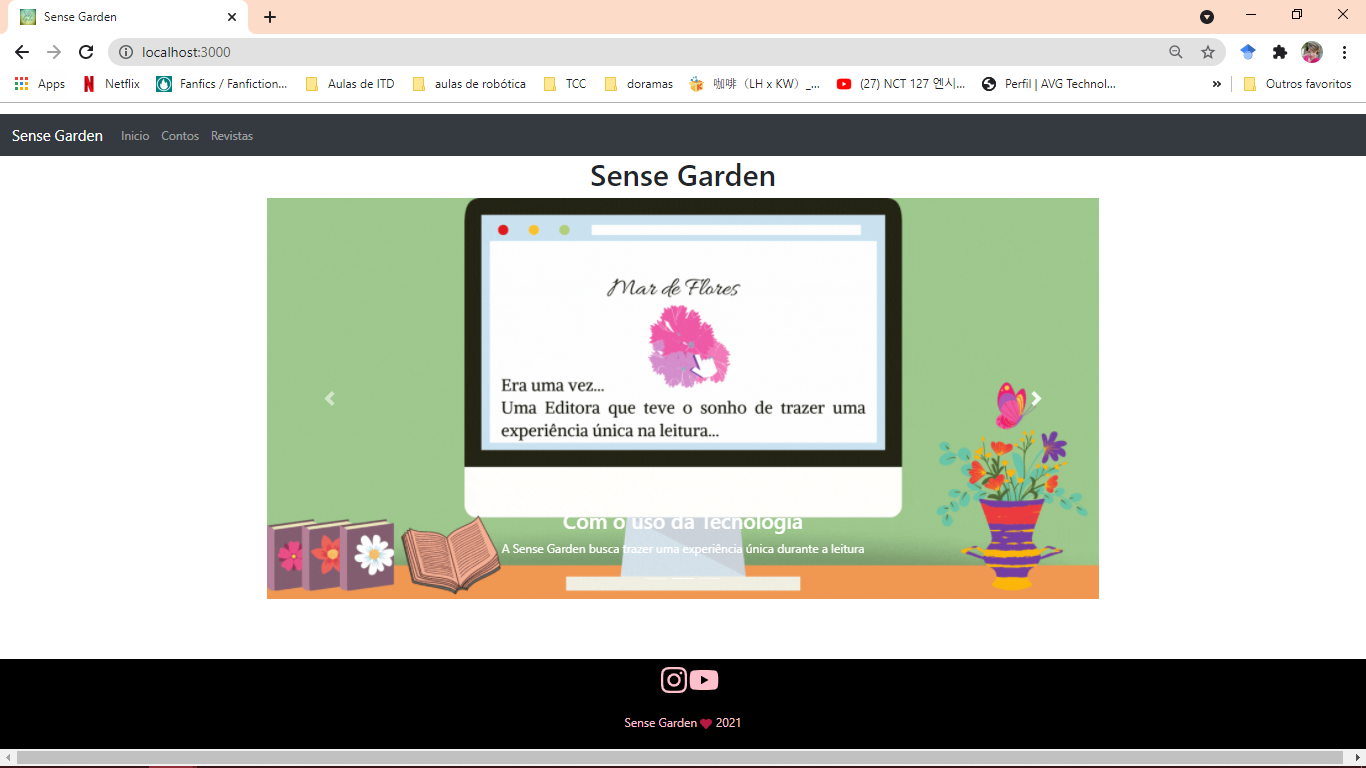 Sense Garden
localhost:3000
Apps
Netflix
Fanfics / Fanfiction...
Aulas de ITD
aulas de robótica
TCC
doramas
咖啡（LH x KW）_...
(27) NCT 127 엔시...
Perfil | AVG Technol...
»
Outros favoritos
Sense Garden
Inicio
Contos
Revistas
Sense Garden
Mar de Flores
Era uma vez...
Uma Editora que teve o sonho de trazer uma
experiência única na leitura...
Com o uso da Tecnologia
A Sense Garden busca trazer uma experiência única durante a leitura
Sense Garden ♥ 2021